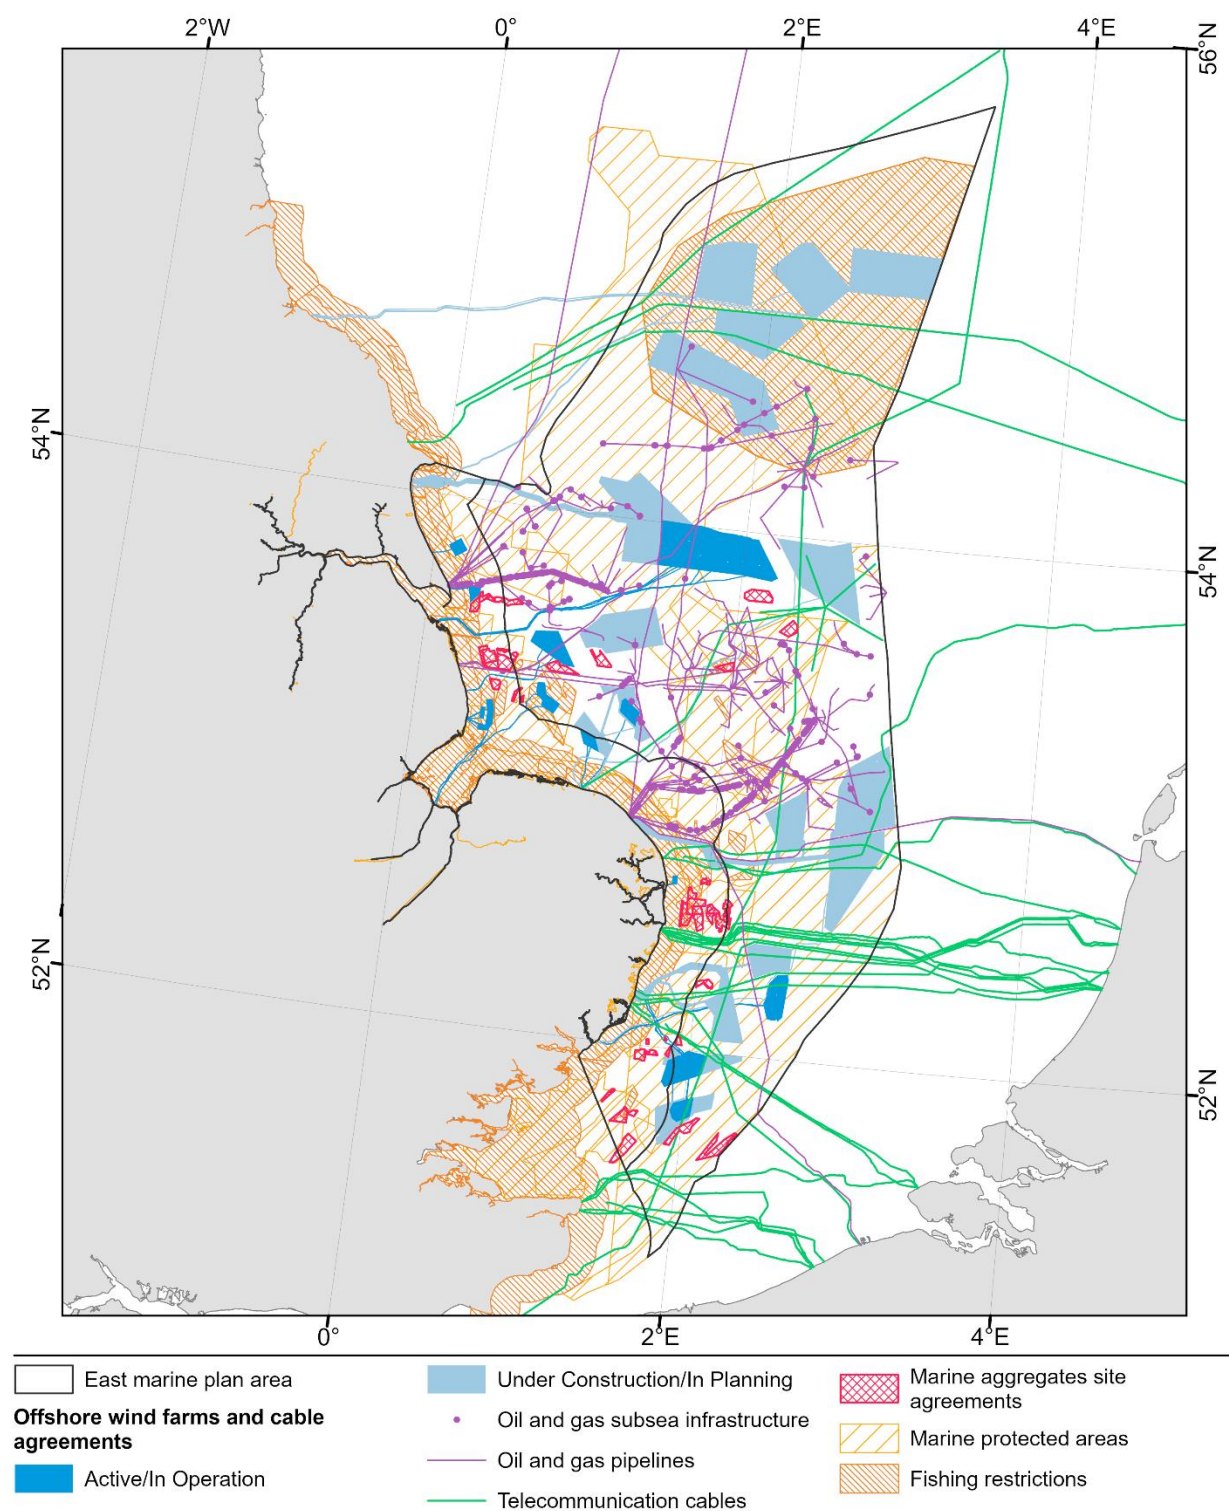 2°W
0°
2°E
4°E
56°N
54°N
54°N
52°N
52°N
0°
2°E
4°E
East marine plan area
Offshore wind farms and cable
agreements
Active/In Operation
Under Construction/In Planning
Oil and gas subsea infrastructure
Oil and gas pipelines
Telecommunication cables
Marine aggregates site
agreements
Marine protected areas
Fishing restrictions